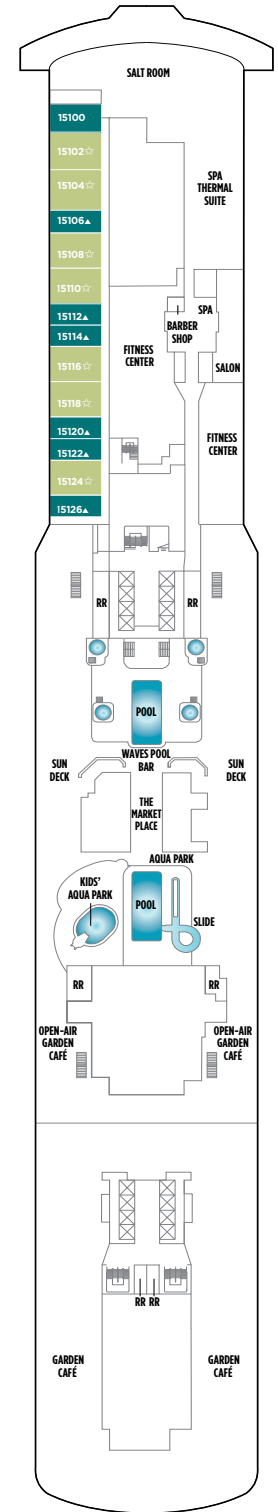 SALT ROOM
15100
15102☆
15104☆
15106▲
15108☆
15110☆
15112▲
15114▲
15116☆
15118☆
15120▲
15122▲
15124☆
15126▲
SPA
THERMAL
SUITE
SPA
BARBER
SHOP
FITNESS
CENTER
SALON
FITNESS
CENTER
RR
RR
POOL
WAVES POOL
BAR
SUN
DECK
SUN
DECK
THE
MARKET
PLACE
AQUA PARK
KIDS'
AQUA PARK
POOL
SLIDE
RR
RR
OPEN-AIR
GARDEN
CAFÉ
OPEN-AIR
GARDEN
CAFÉ
RR RR
GARDEN
CAFÉ
GARDEN
CAFÉ